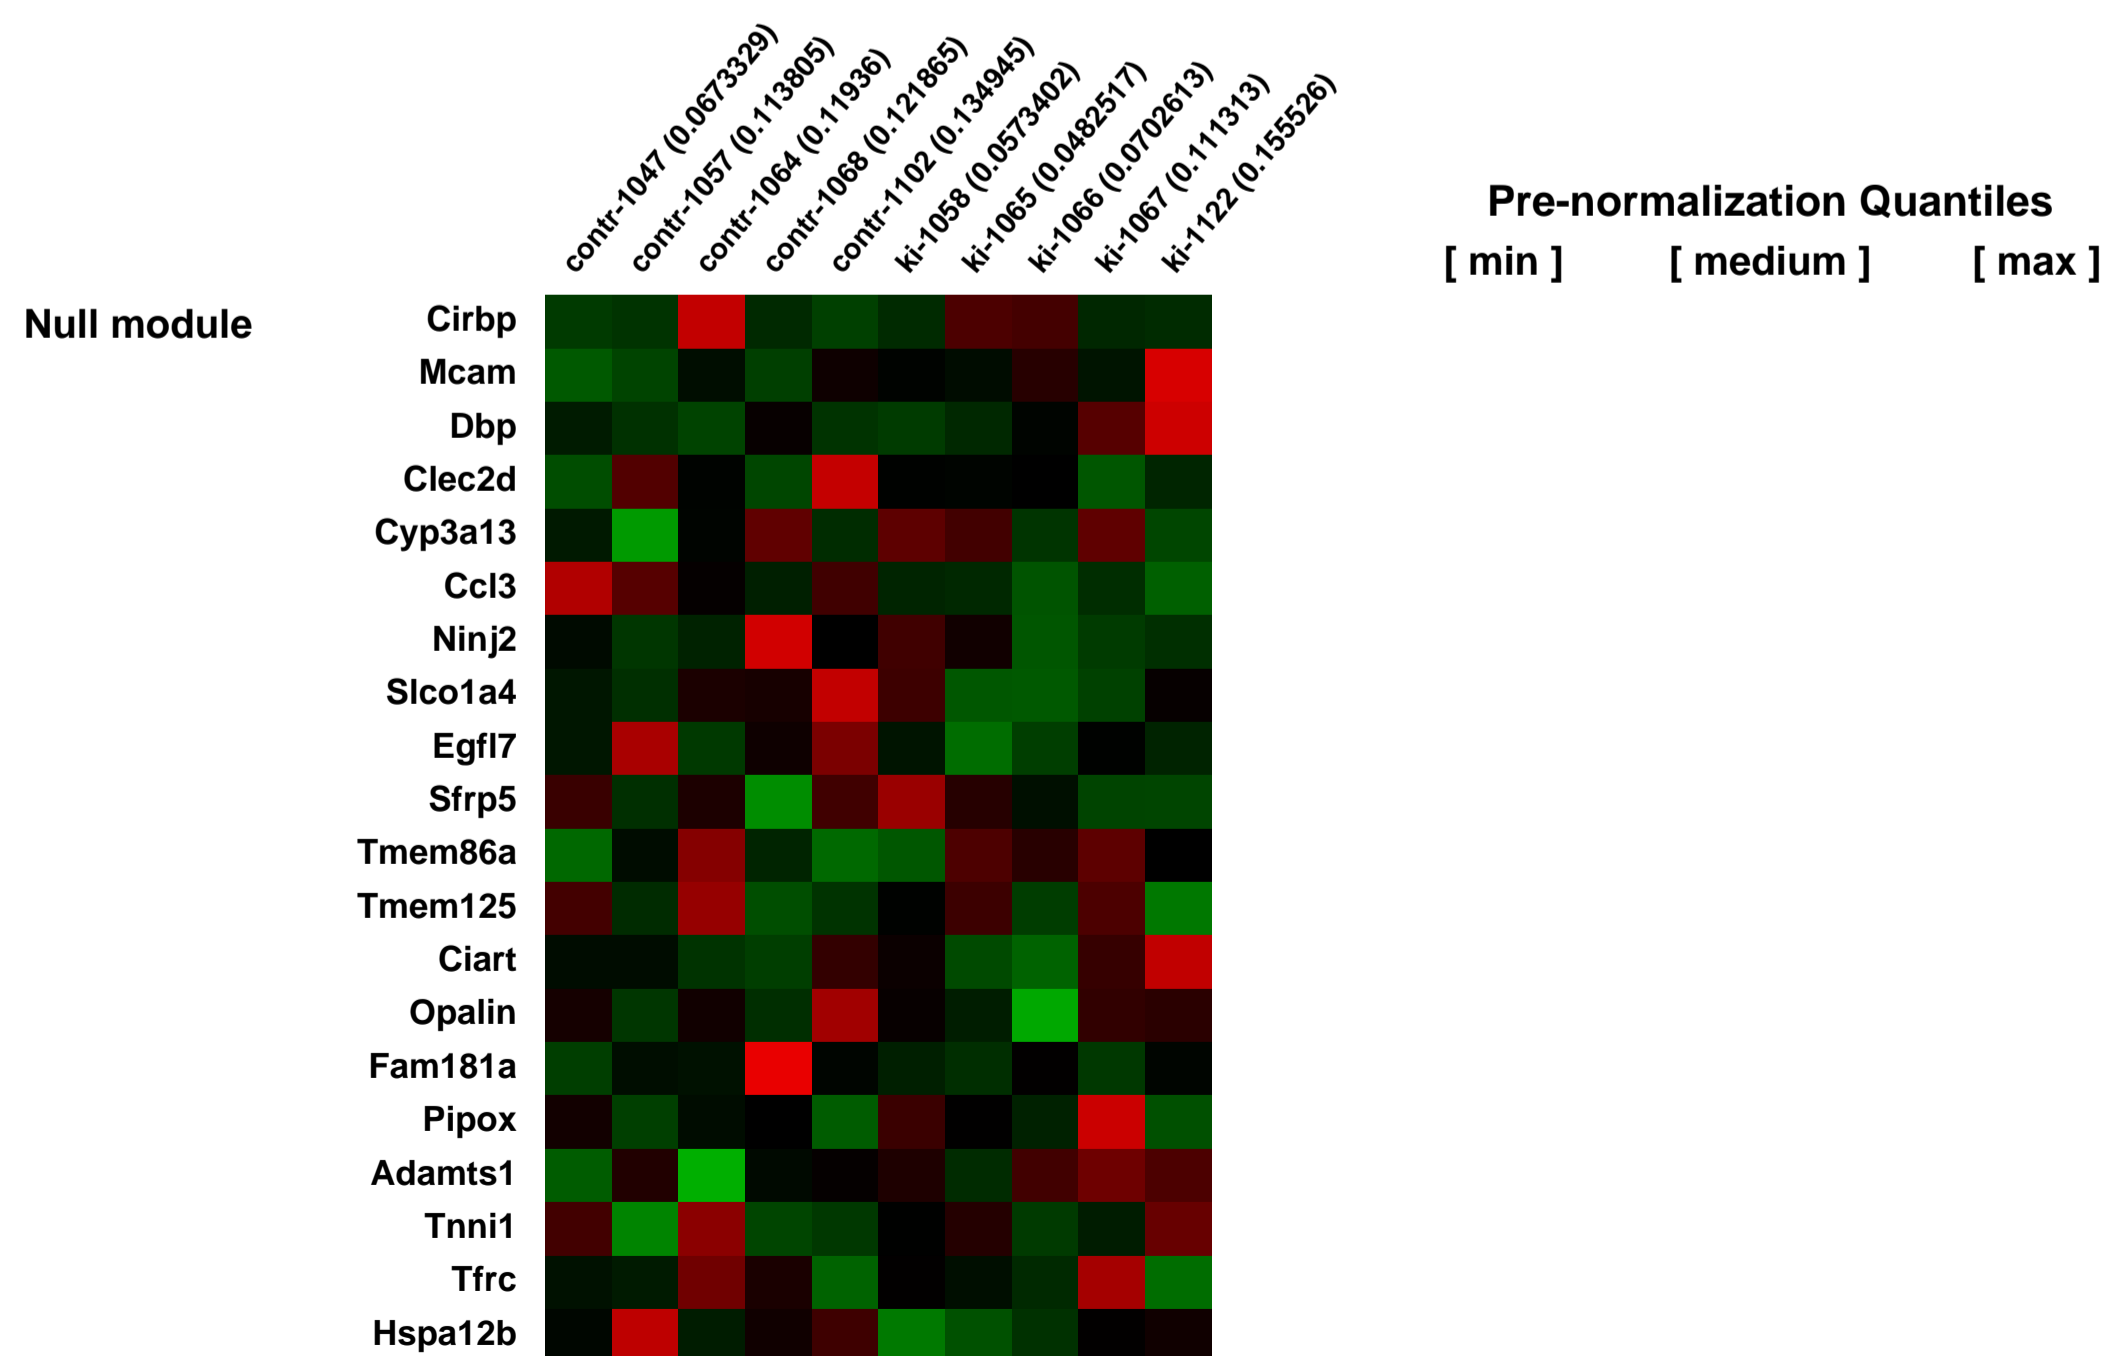 contr-1047 (0.0673329)
contr-1057 (0.113805)
contr-1064 (0.11936)
contr-1068 (0.121865)
contr-1102 (0.134945)
ki-1058 (0.0573402)
ki-1065 (0.0482517)
ki-1066 (0.0702613)
ki-1067 (0.111313)
ki-1122 (0.155526)
Pre-normalization Quantiles
[ min ] [ medium ] [ max ]
Null module
Cirbp
Mcam
Dbp
Clec2d
Cyp3a13
Ccl3
Ninj2
Slco1a4
Egfl7
Sfrp5
Tmem86a
Tmem125
Ciart
Opalin
Fam181a
Pipox
Adamts1
Tnni1
Tfrc
Hspa12b